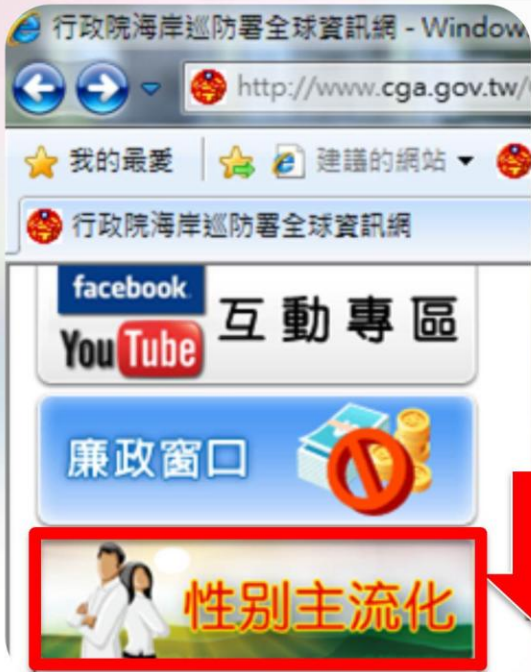 行政院海岸巡防署全球資訊網 - Window
http://www.cga.gov.tw/
我的最愛 建議的網站
行政院海岸巡防署全球資訊網
facebook
YouTube 互動專區
廉政窗口
性別主流化